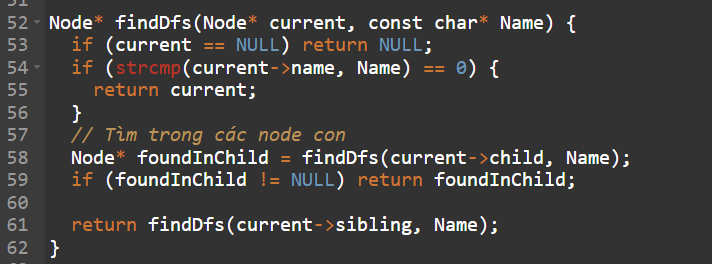 52 Node* findDfs(Node* current, const char* Name) {
53   if (current == NULL) return NULL;
54   if (strcmp(current->name, Name) == 0) {
55     return current;
56   }
57   // Tìm trong các node con
58   Node* foundInChild = findDfs(current->child, Name);
59   if (foundInChild != NULL) return foundInChild;
60
61   return findDfs(current->sibling, Name);
62 }